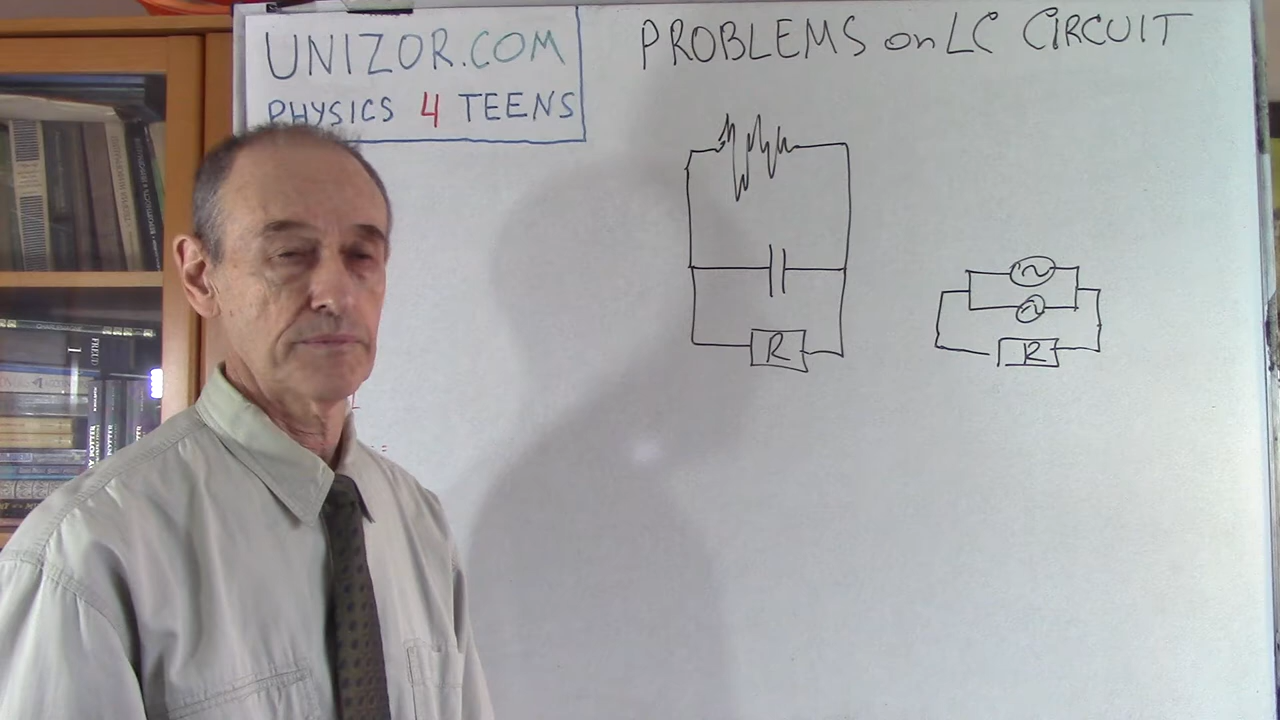 UNIZOR.COM
PHYSICS 4 TEENS
PROBLEMS on LC CIRCUIT
R
R